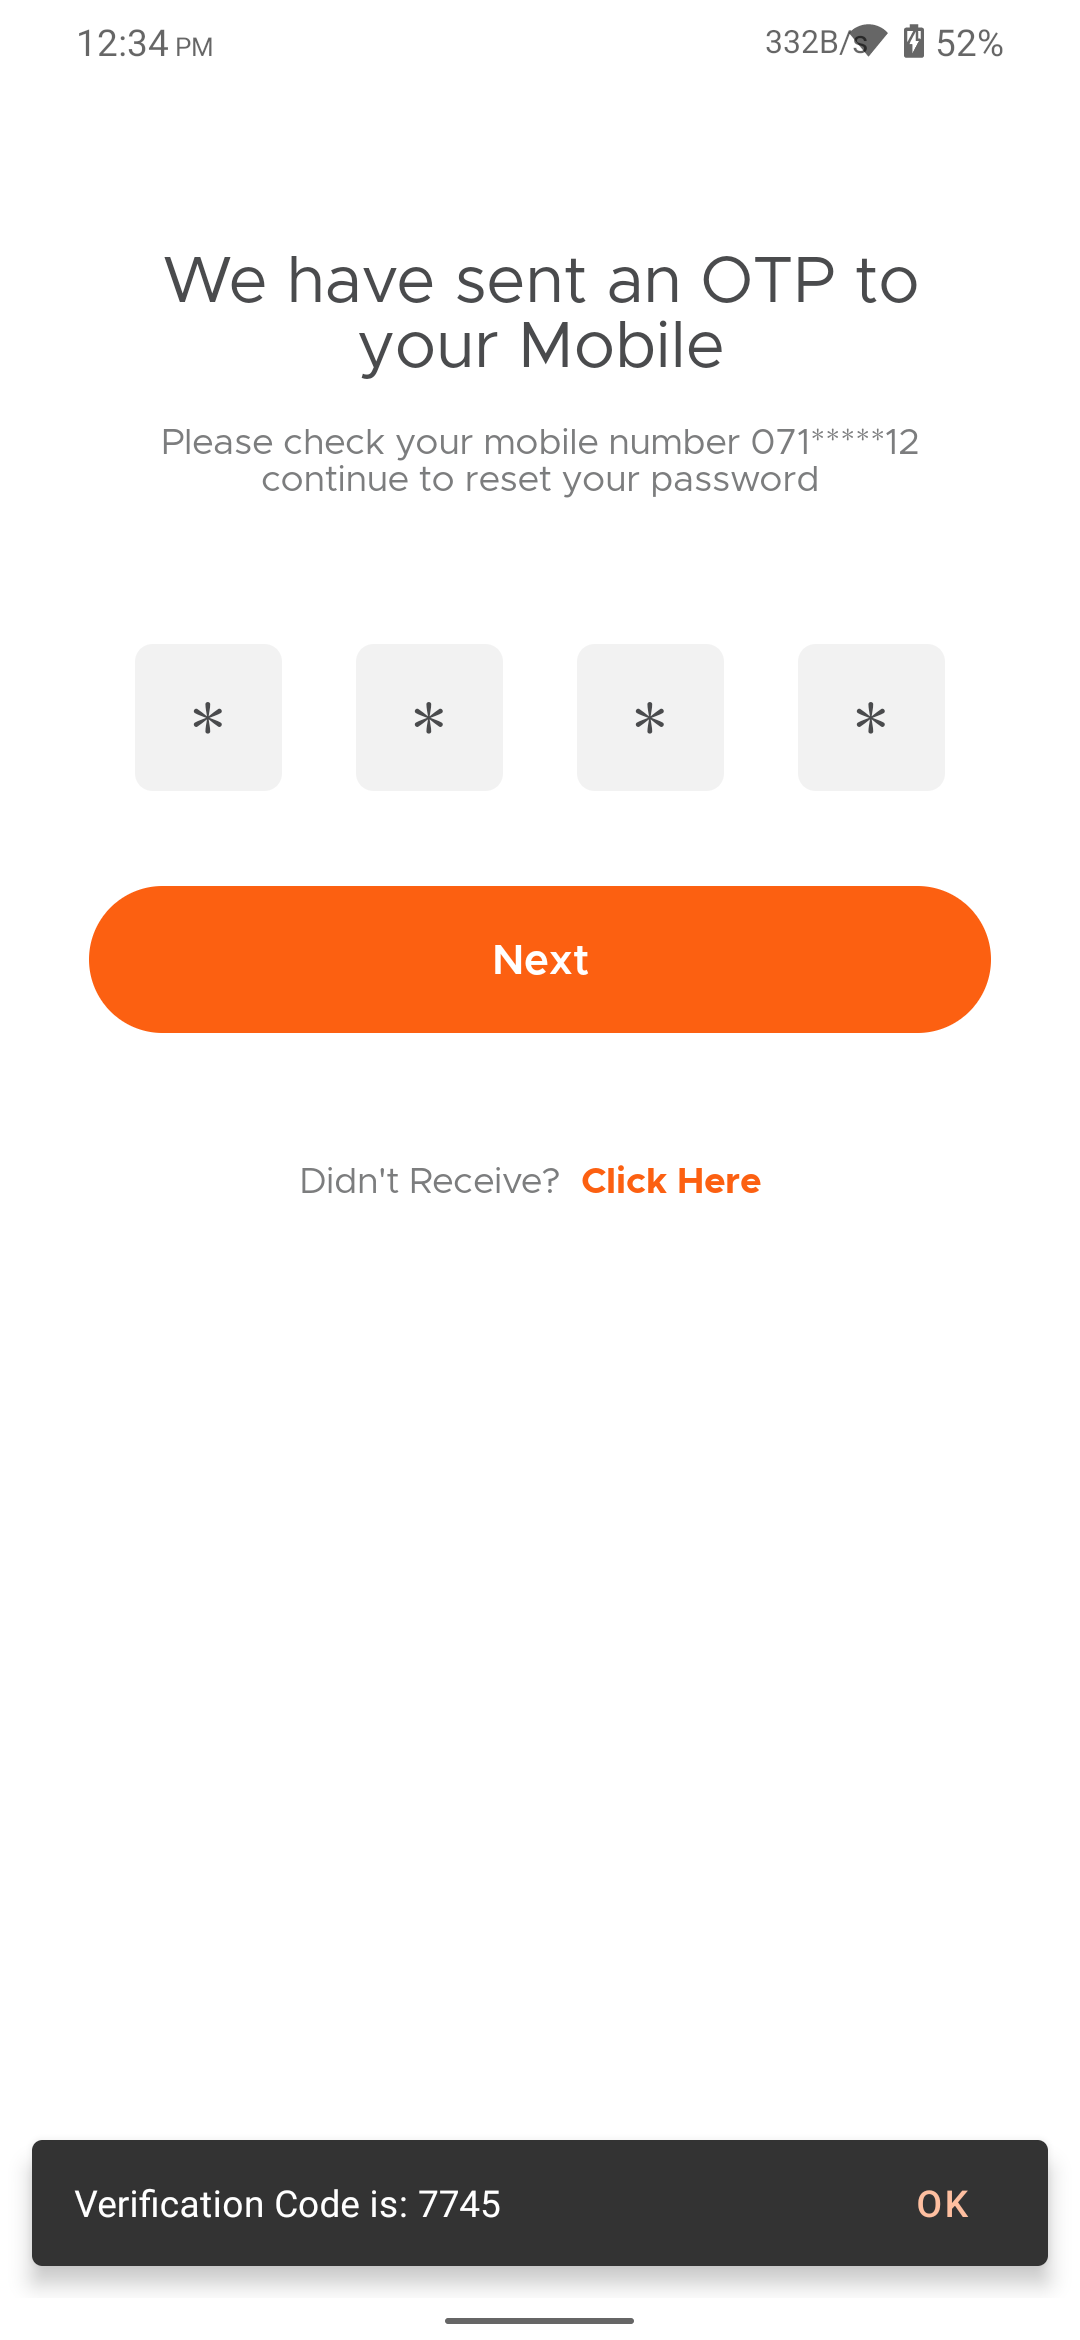 12:34 PM
332B/s 52%
We have sent an OTP to
your Mobile
Please check your mobile number 071*****12
continue to reset your password
* * * *
Next
Didn't Receive? Click Here
Verification Code is: 7745 OK